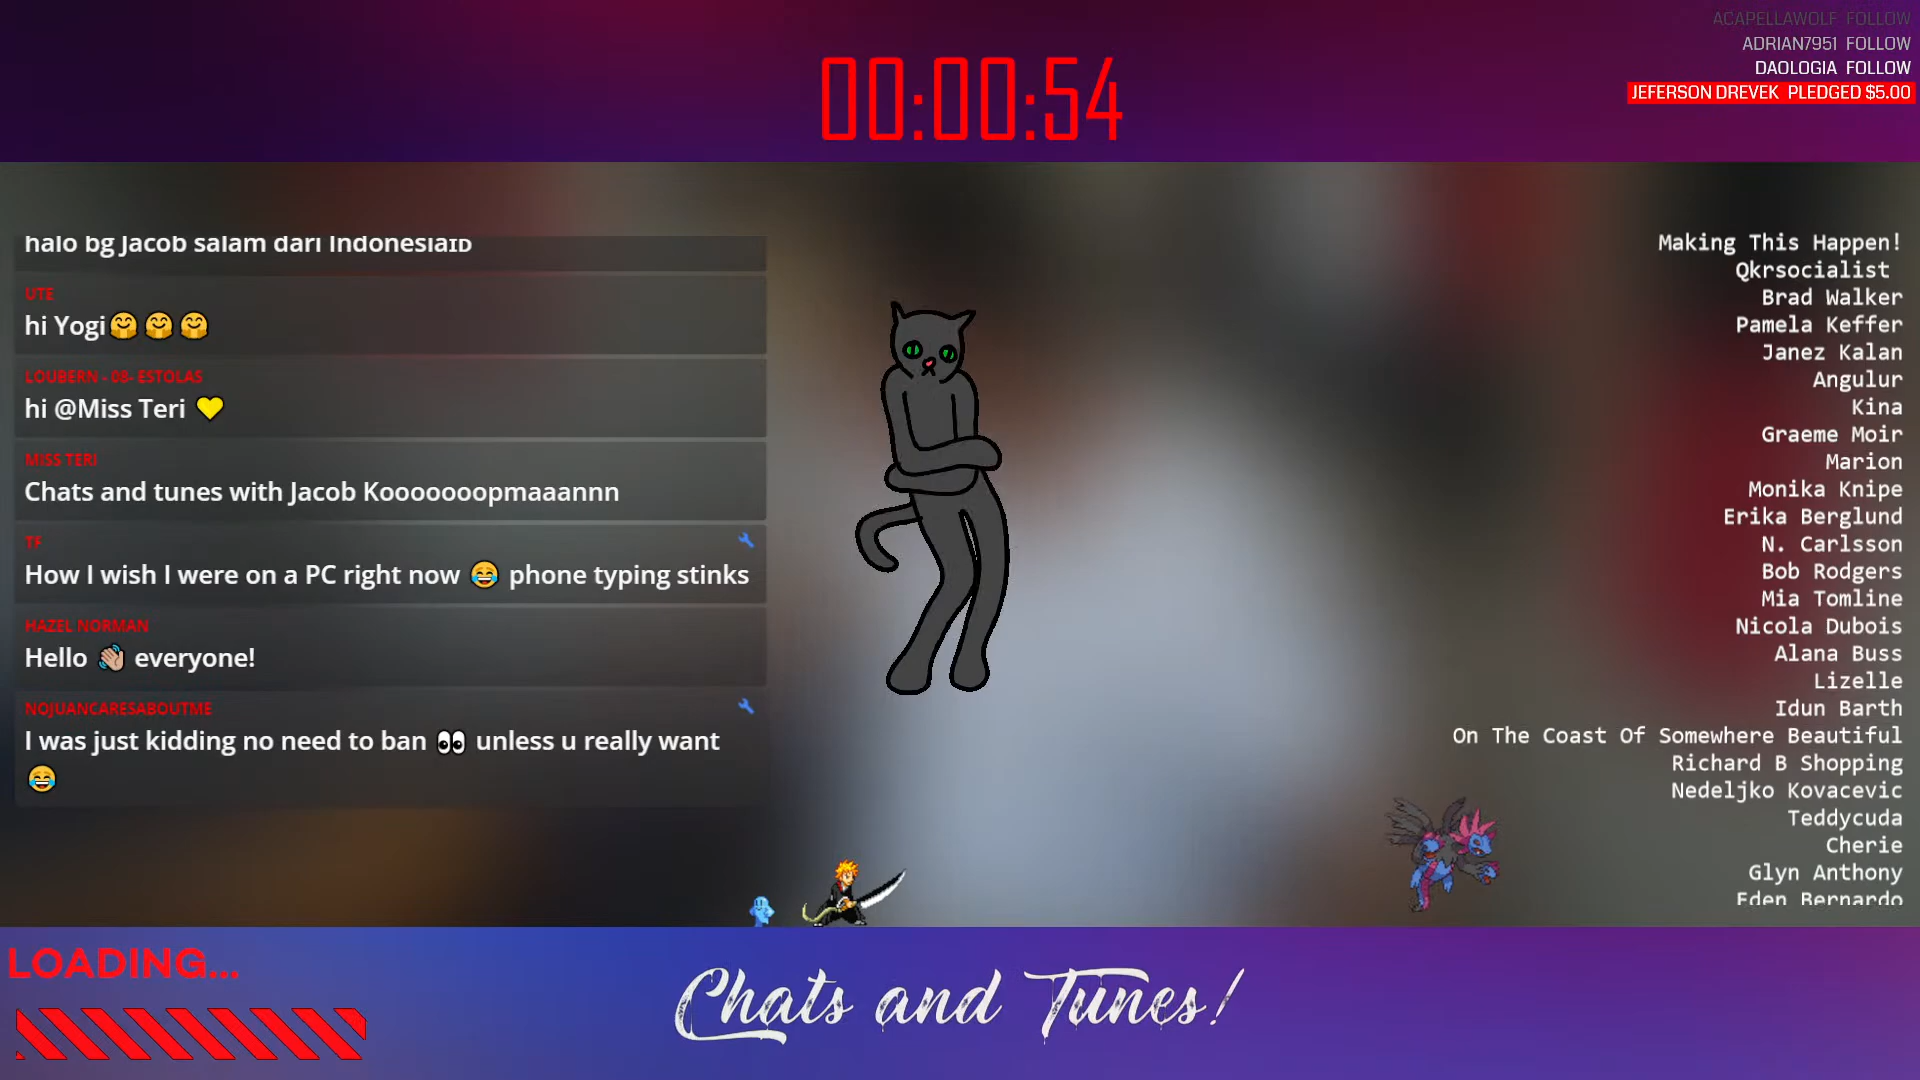 ACAPELLAWOLF FOLLOW
ADRIAN7951 FOLLOW
DAOLOGIA FOLLOW
JEFERSON DREVEK PLEDGED $5.00
00:00:54
halo bg Jacob salam dari IndonesiaID
UTE
hi Yogi🤗 🤗 🤗
LOUBERN - 08- ESTOLAS
hi @Miss Teri 💛
MISS TERI
Chats and tunes with Jacob Kooooooopmaaannn
TF
How I wish I were on a PC right now 😂 phone typing stinks
HAZEL NORMAN
Hello 👋🏼 everyone!
NOJUANCARESABOUTME
I was just kidding no need to ban 👀 unless u really want
😂
Making This Happen!
Qkrsocialist
Brad Walker
Pamela Keffer
Janez Kalan
Angulur
Kina
Graeme Moir
Marion
Monika Knipe
Erika Berglund
N. Carlsson
Bob Rodgers
Mia Tomline
Nicola Dubois
Alana Buss
Lizelle
Idun Barth
On The Coast Of Somewhere Beautiful
Richard B Shopping
Nedeljko Kovacevic
Teddycuda
Cherie
Glyn Anthony
Eden Bernardo
LOADING...
Chats and Tunes!